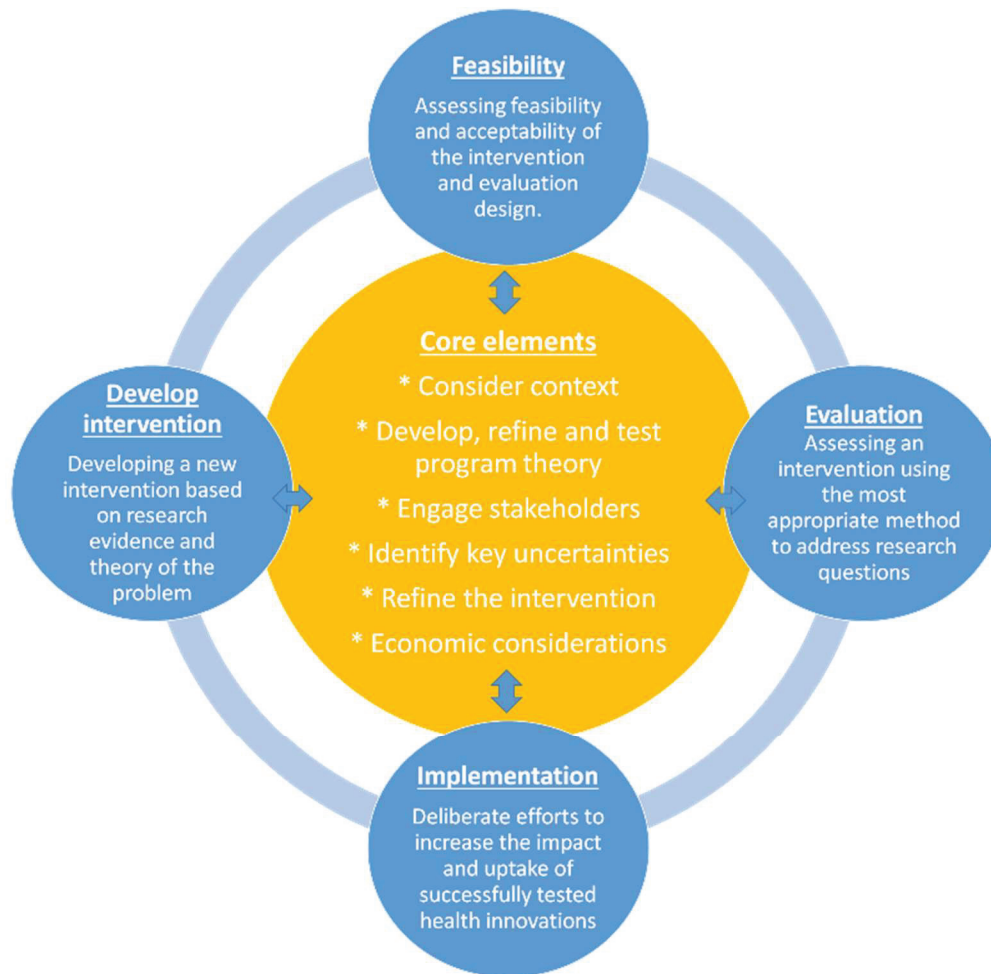 Feasibility
Assessing feasibility
and acceptability of
the intervention
and evaluation
design.
Core elements
* Consider context
* Develop, refine and test
program theory
* Engage stakeholders
* Identify key uncertainties
* Refine the intervention
* Economic considerations
Develop
intervention
Developing a new
intervention based
on research
evidence and
theory of the
problem
Evaluation
Assessing an
intervention using
the most
appropriate method
to address research
questions
Implementation
Deliberate efforts to
increase the impact
and uptake of
successfully tested
health innovations